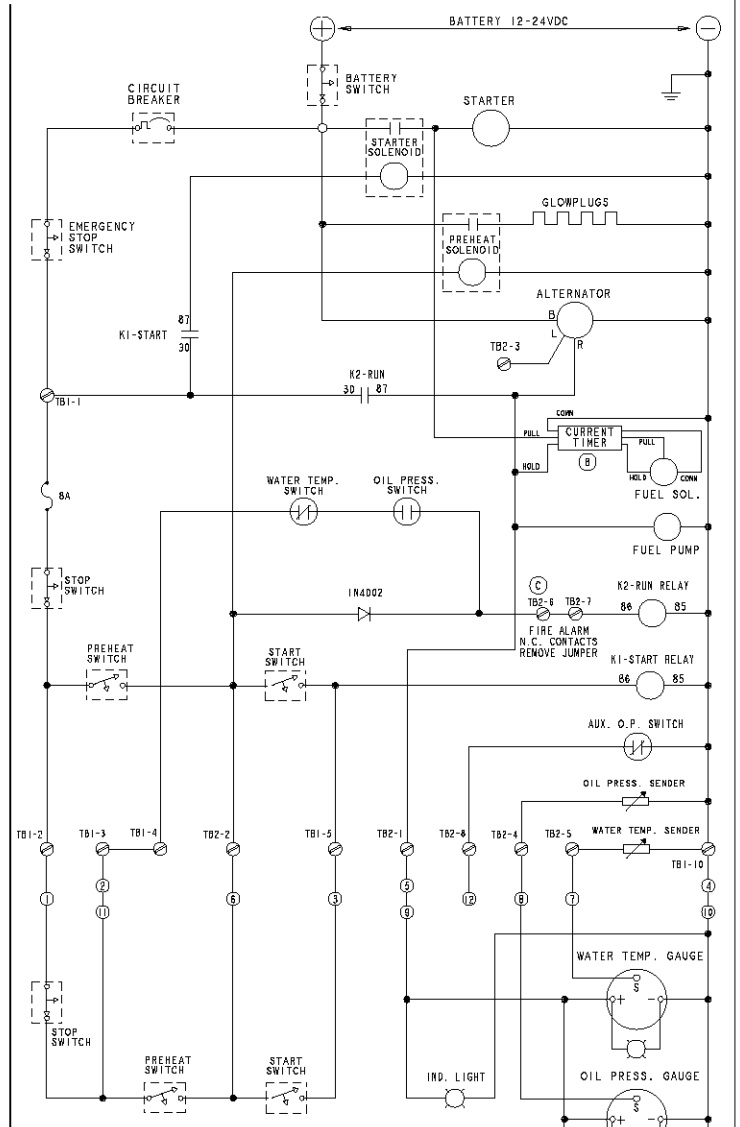 BATTERY 12-24VDC
+
-
BATTERY
SWITCH
CIRCUIT
BREAKER
STARTER
STARTER
SOLENOID
EMERGENCY
STOP
SWITCH
GLOWPLUGS
PREHEAT
SOLENOID
ALTERNATOR
B
L
R
87
K1-START
30
TB2-3
K2-RUN
30 87
TB1-1
COMM
PULL
CURRENT
TIMER
PULL
HOLD
B
HOLD
COMM
FUEL SOL.
8A
WATER TEMP.
SWITCH
OIL PRESS.
SWITCH
FUEL PUMP
STOP
SWITCH
1N4002
C
TB2-6 TB2-7
K2-RUN RELAY
86 85
FIRE ALARM
N.C. CONTACTS
REMOVE JUMPER
PREHEAT
SWITCH
START
SWITCH
K1-START RELAY
86 85
AUX. O.P. SWITCH
OIL PRESS. SENDER
WATER TEMP. SENDER
TB1-2 TB1-3 TB1-4 TB2-2 TB1-5 TB2-1 TB2-8 TB2-4 TB2-5
TB1-10
2 5 4
1 11 6 3 9 12 8 7 10
WATER TEMP. GAUGE
S
+ -
STOP
SWITCH
PREHEAT
SWITCH
START
SWITCH
IND. LIGHT
OIL PRESS. GAUGE
S
+ -